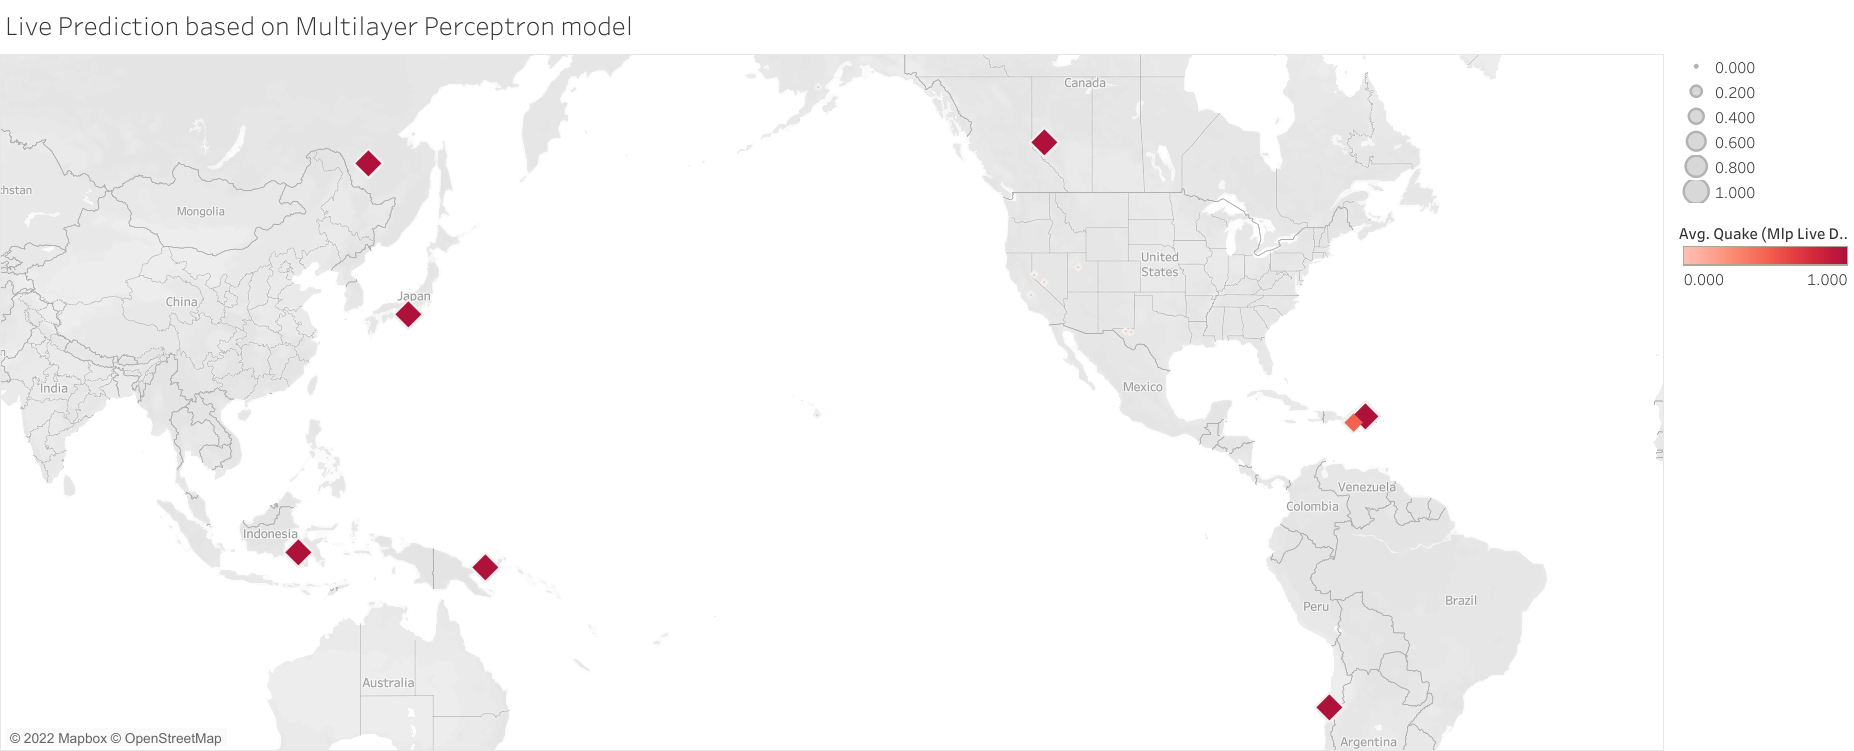 Live Prediction based on Multilayer Perceptron model
0.000
0.200
0.400
0.600
0.800
1.000
Avg. Quake (Mlp Live D..
0.000 1.000
Canada
hstan
Mongolia
United
States
China
Japan
India
Mexico
Venezuela
Colombia
Indonesia
Peru
Brazil
Australia
Argentina
© 2022 Mapbox © OpenStreetMap